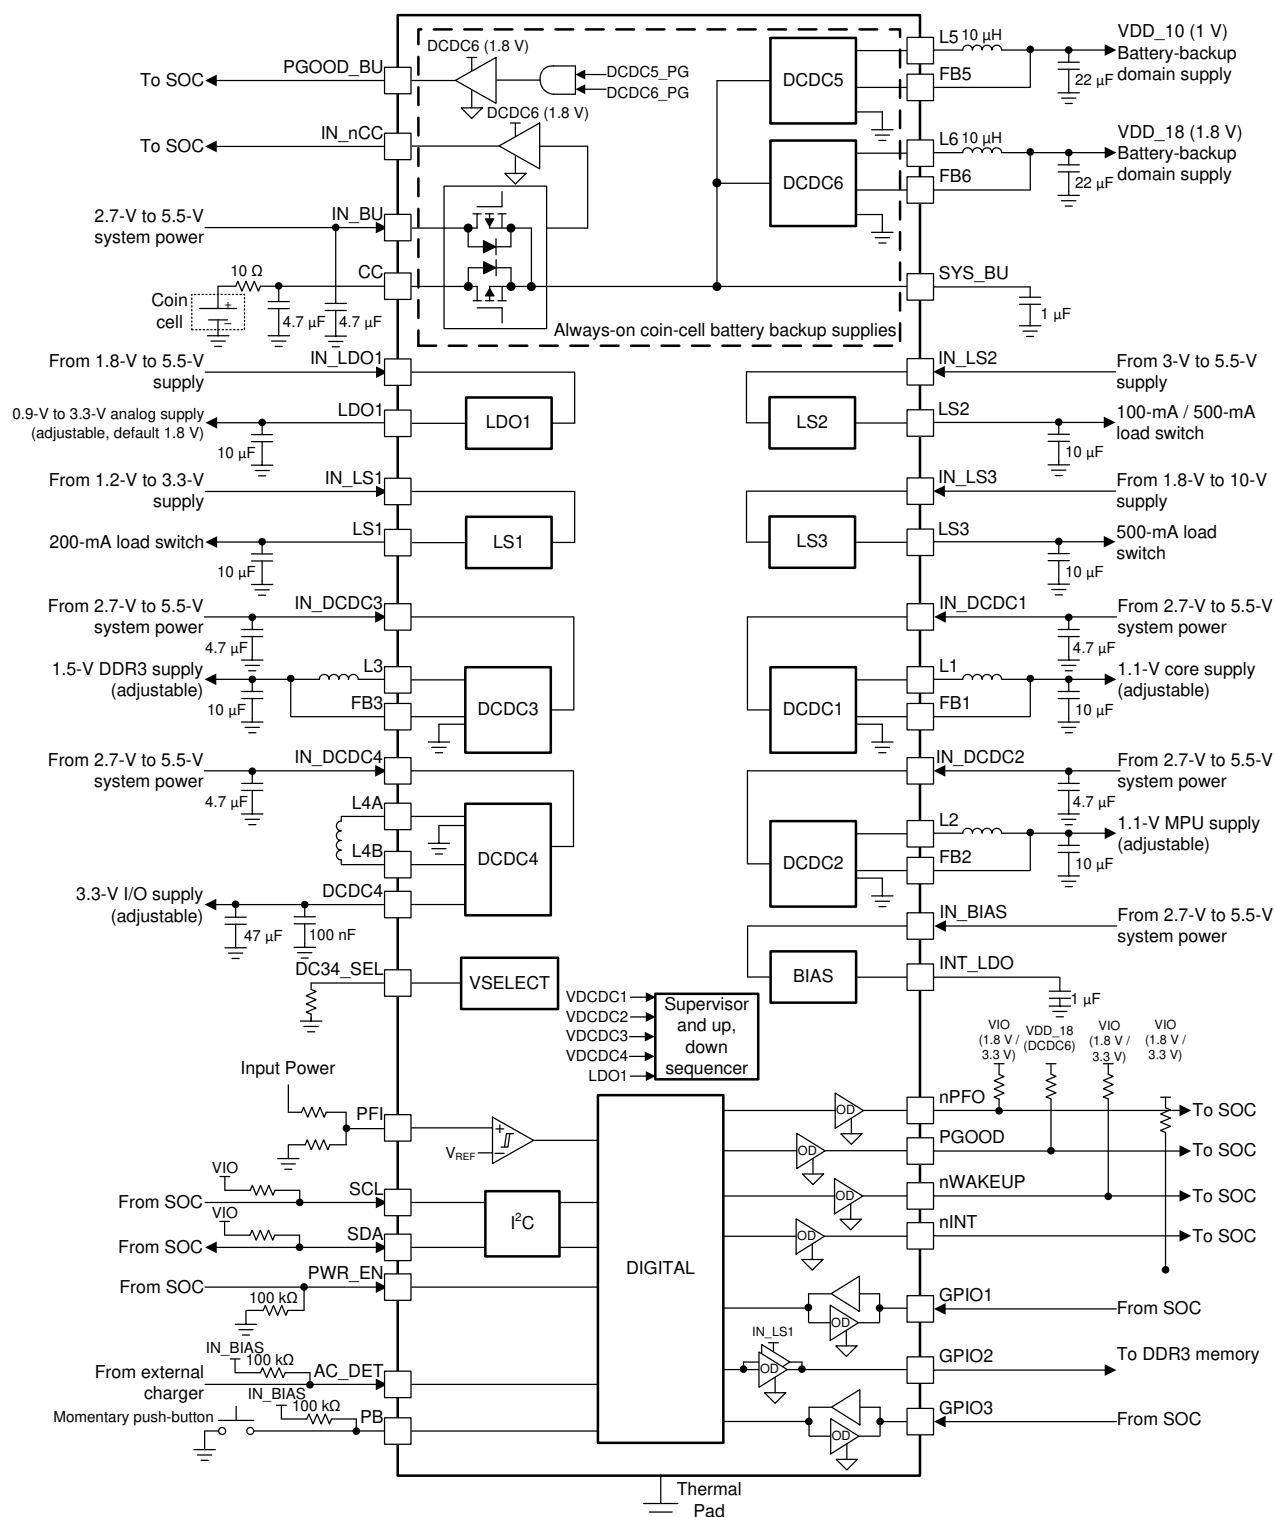 DCDC6 (1.8 V)
PGOOD_BU
To SOC
DCDC5_PG
DCDC6_PG
DCDC6 (1.8 V)
IN_nCC
To SOC
2.7-V to 5.5-V
system power
IN_BU
10 Ω
CC
Coin
cell
+
–
4.7 µF
4.7 µF
Always-on coin-cell battery backup supplies
DCDC5
L5
10 µH
FB5
22 µF
VDD_10 (1 V)
Battery-backup
domain supply
DCDC6
L6
10 µH
FB6
22 µF
VDD_18 (1.8 V)
Battery-backup
domain supply
SYS_BU
1 µF
From 1.8-V to 5.5-V
supply
IN_LDO1
0.9-V to 3.3-V analog supply
(adjustable, default 1.8 V)
LDO1
10 µF
LDO1
IN_LS2
From 3-V to 5.5-V
supply
LS2
LS2
10 µF
100-mA / 500-mA
load switch
From 1.2-V to 3.3-V
supply
IN_LS1
200-mA load switch
LS1
10 µF
LS1
IN_LS3
From 1.8-V to 10-V
supply
LS3
LS3
10 µF
500-mA load
switch
From 2.7-V to 5.5-V
system power
IN_DCDC3
4.7 µF
1.5-V DDR3 supply
(adjustable)
L3
10 µF
FB3
DCDC3
IN_DCDC1
From 2.7-V to 5.5-V
system power
4.7 µF
L1
1.1-V core supply
(adjustable)
DCDC1
FB1
10 µF
From 2.7-V to 5.5-V
system power
IN_DCDC4
4.7 µF
L4A
L4B
DCDC4
3.3-V I/O supply
(adjustable)
DCDC4
47 µF
100 nF
IN_DCDC2
From 2.7-V to 5.5-V
system power
4.7 µF
L2
1.1-V MPU supply
(adjustable)
DCDC2
FB2
10 µF
IN_BIAS
From 2.7-V to 5.5-V
system power
BIAS
INT_LDO
1 µF
DC34_SEL
VSELECT
VDCDC1
VDCDC2
VDCDC3
VDCDC4
LDO1
Supervisor
and up,
down
sequencer
VIO
(1.8 V /
3.3 V)
VDD_18
(DCDC6)
VIO
(1.8 V /
3.3 V)
VIO
(1.8 V /
3.3 V)
Input Power
PFI
+
–
VREF
VIO
From SOC
SCL
VIO
From SOC
SDA
I²C
From SOC
PWR_EN
100 kΩ
IN_BIAS
100 kΩ
From external
charger
AC_DET
IN_BIAS
100 kΩ
Momentary push-button
PB
DIGITAL
OD
nPFO
To SOC
OD
PGOOD
To SOC
OD
nWAKEUP
To SOC
OD
nINT
To SOC
OD
GPIO1
From SOC
IN_LS1
OD
GPIO2
To DDR3 memory
OD
GPIO3
From SOC
Thermal
Pad